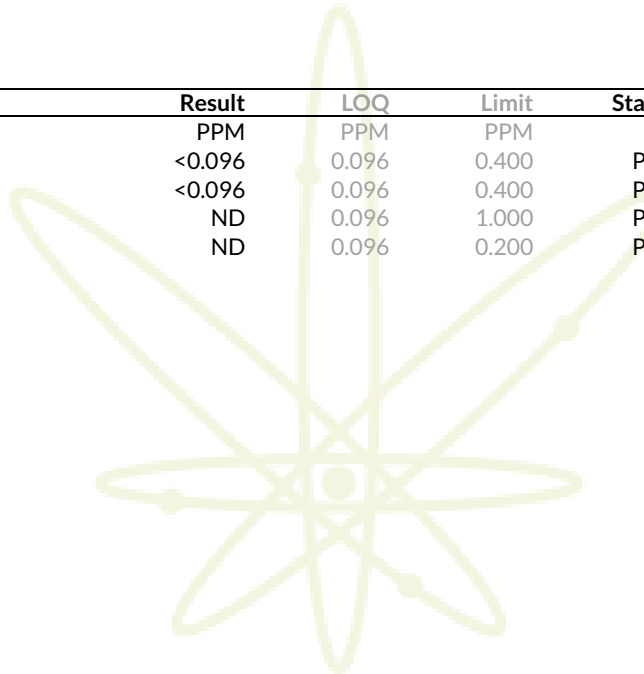 Result LOQ Limit Sta
PPM PPM PPM
<0.096 0.096 0.400 P
<0.096 0.096 0.400 P
ND 0.096 1.000 P
ND 0.096 0.200 P